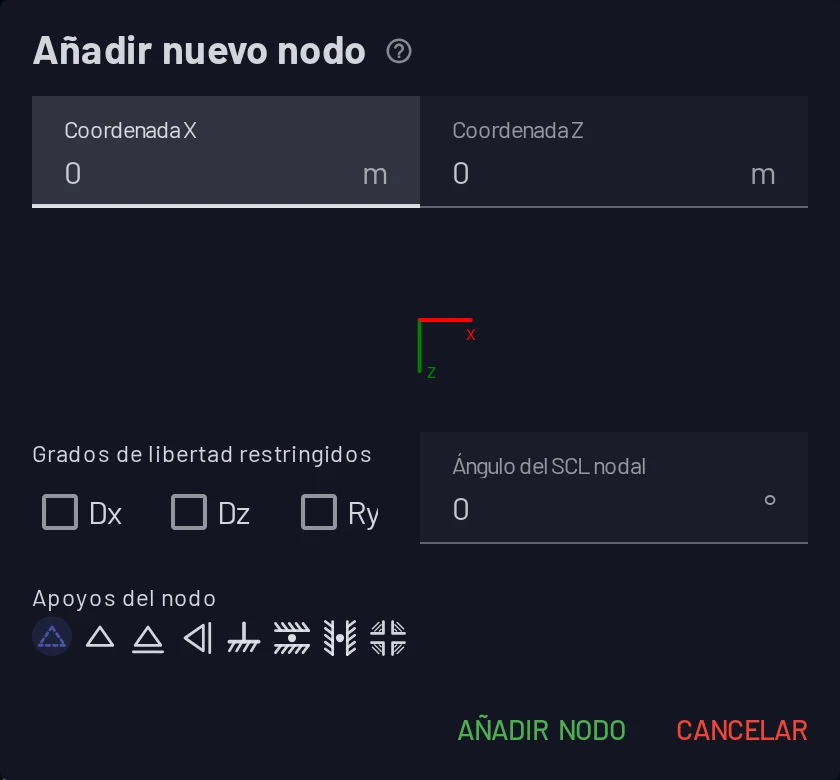 Añadir nuevo nodo ?
Coordenada X
0 m
Coordenada Z
0 m
x
z
Grados de libertad restringidos
Dx Dz Ry
Ángulo del SCL nodal
0 °
Apoyos del nodo
AÑADIR NODO CANCELAR